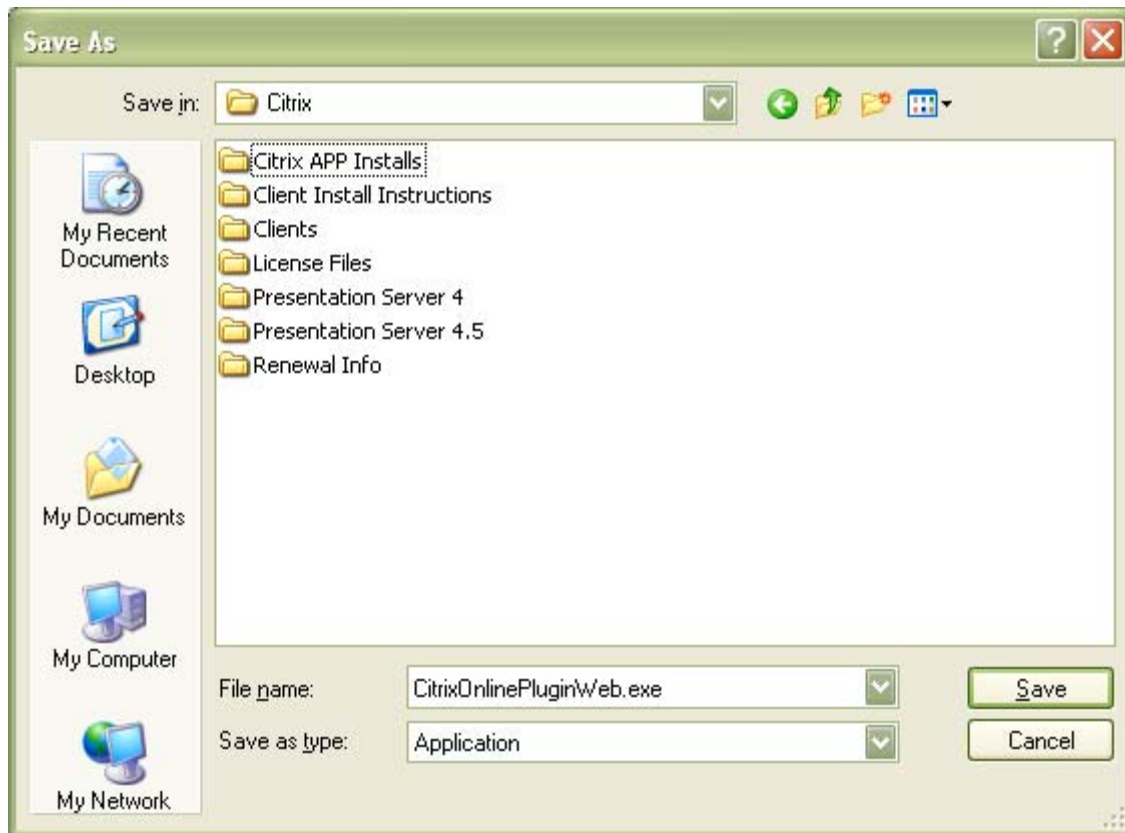 Save As
Save in: Citrix
My Recent
Documents
Desktop
My Documents
My Computer
My Network
Citrix APP Installs
Client Install Instructions
Clients
License Files
Presentation Server 4
Presentation Server 4.5
Renewal Info
File name: CitrixOnlinePluginWeb.exe Save
Save as type: Application Cancel